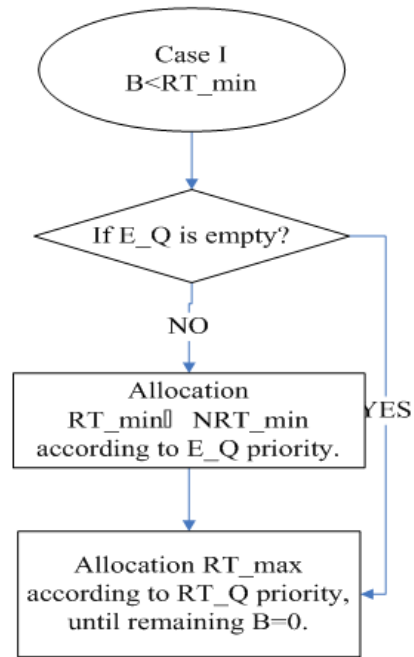 Case I
B<RT_min
If E_Q is empty?
NO
YES
Allocation
RT_min▯ NRT_min
according to E_Q priority.
Allocation RT_max
according to RT_Q priority,
until remaining B=0.